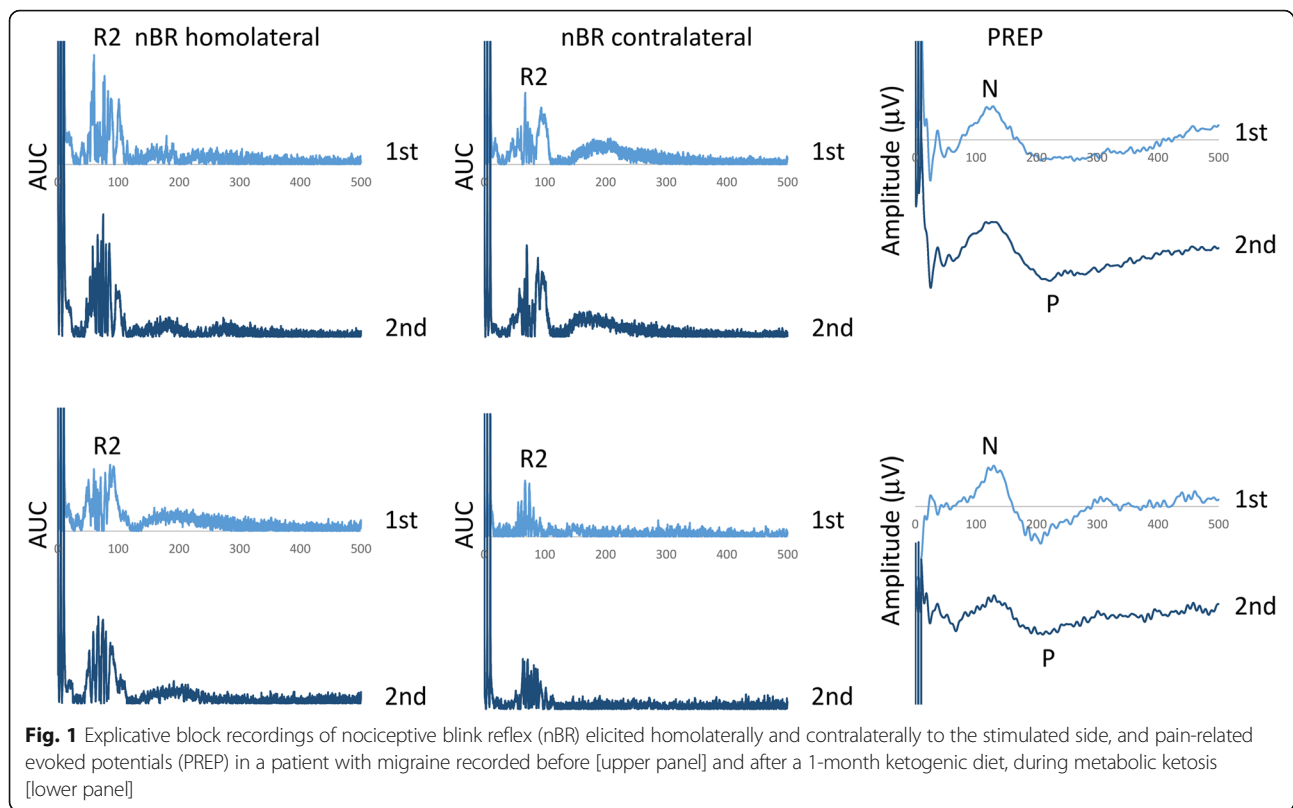 R2 nBR homolateral
nBR contralateral
PREP
AUC
1st
0 100 200 300 400 500
2nd
R2
AUC
1st
0 100 200 300 400 500
2nd
N
Amplitude (μV)
1st
0 100 200 300 400 500
2nd
P
R2
AUC
1st
0 100 200 300 400 500
2nd
R2
AUC
1st
0 100 200 300 400 500
2nd
N
Amplitude (μV)
1st
0 100 200 300 400 500
2nd
P
Fig. 1 Explicative block recordings of nociceptive blink reflex (nBR) elicited homolaterally and contralaterally to the stimulated side, and pain-related
evoked potentials (PREP) in a patient with migraine recorded before [upper panel] and after a 1-month ketogenic diet, during metabolic ketosis
[lower panel]